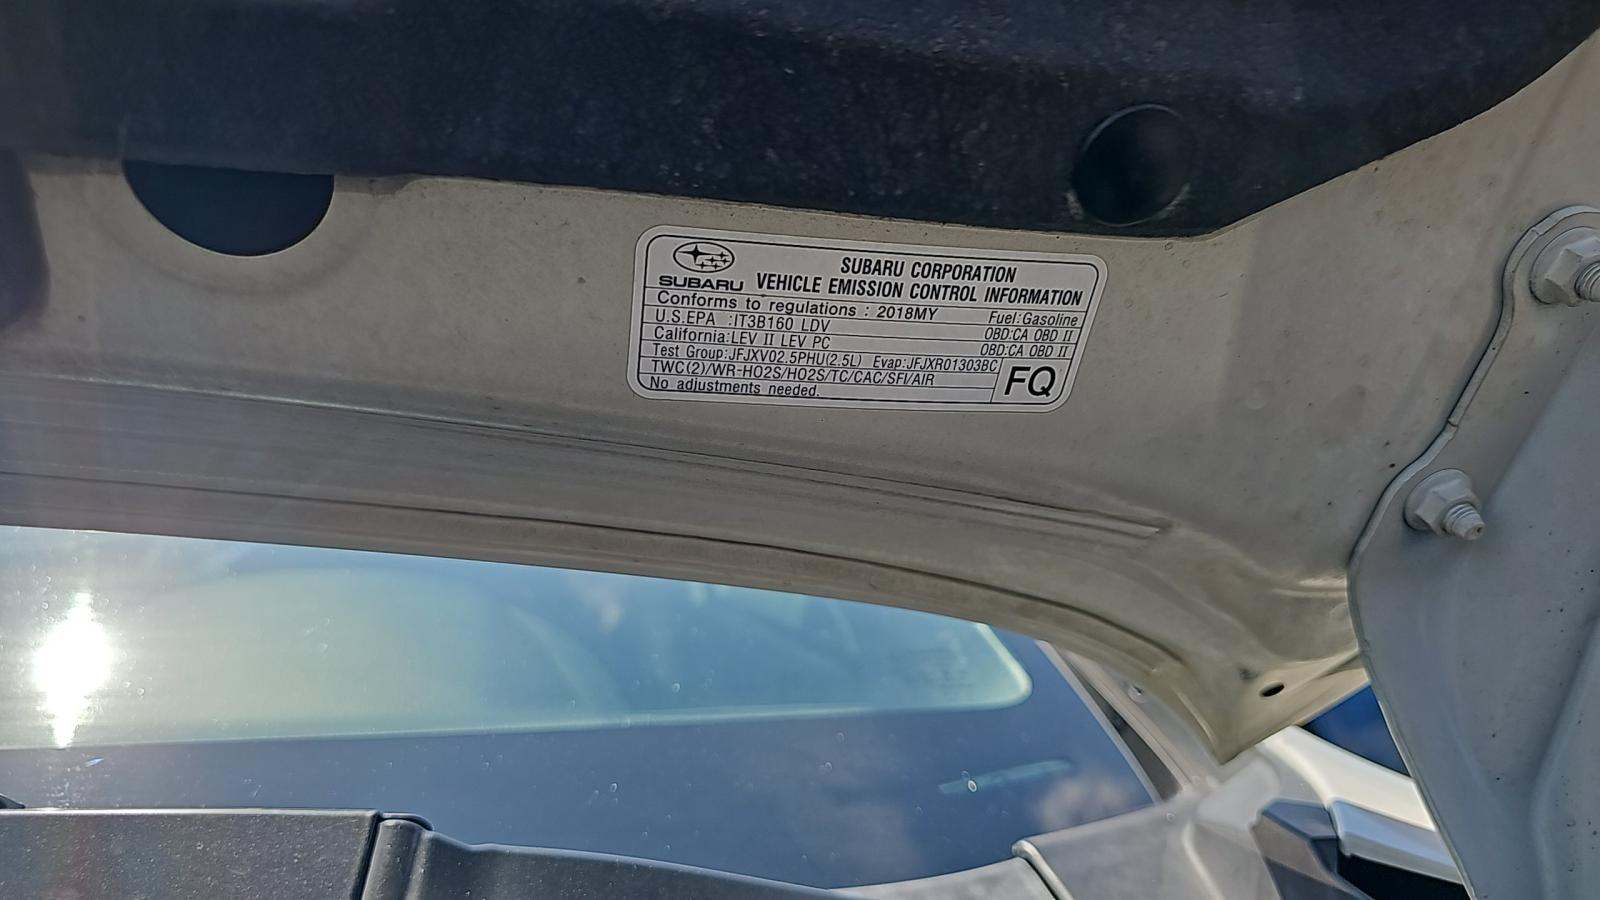 SUBARU CORPORATION
SUBARU VEHICLE EMISSION CONTROL INFORMATION
Conforms to regulations : 2018MY Fuel:Gasoline
U.S.EPA :IT3B160 LDV OBD:CA OBD II
California:LEV II LEV PC OBD:CA OBD II
Test Group:JFJXV02.5PHU(2.5L) Evap:JFJXR01303BC
TWC(2)/WR-HO2S/HO2S/TC/CAC/SFI/AIR
No adjustments needed.
FQ